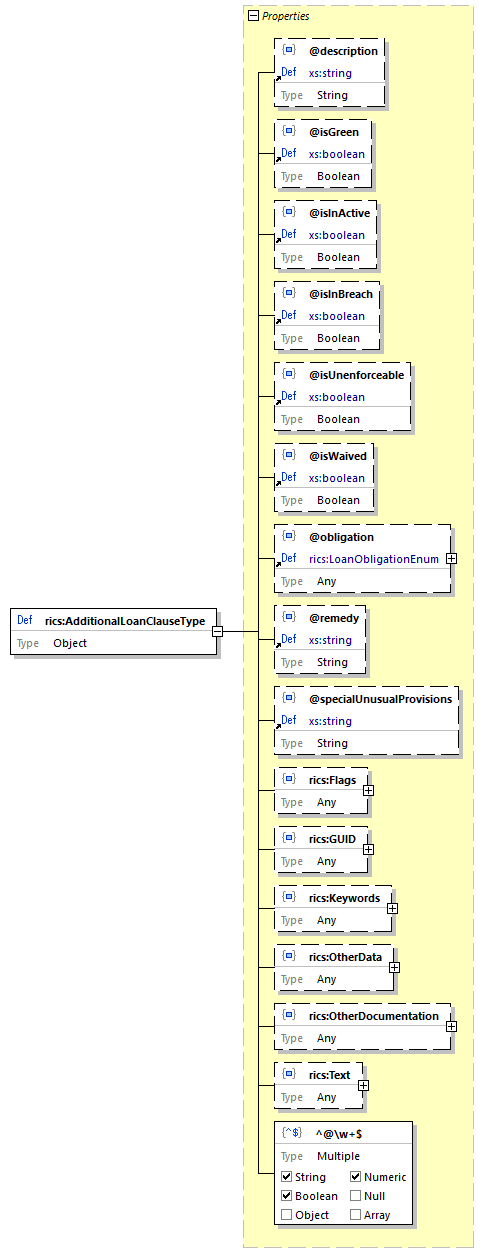 Properties
@description
Def xs:string
Type String
@isGreen
Def xs:boolean
Type Boolean
@isInActive
Def xs:boolean
Type Boolean
@isInBreach
Def xs:boolean
Type Boolean
@isUnenforceable
Def xs:boolean
Type Boolean
@isWaived
Def xs:boolean
Type Boolean
@obligation
Def rics:LoanObligationEnum
Type Any
Def rics:AdditionalLoanClauseType
Type Object
@remedy
Def xs:string
Type String
@specialUnusualProvisions
Def xs:string
Type String
rics:Flags
Type Any
rics:GUID
Type Any
rics:Keywords
Type Any
rics:OtherData
Type Any
rics:OtherDocumentation
Type Any
rics:Text
Type Any
{^$} ^@\w+$
Type Multiple
String Numeric
Boolean Null
Object Array